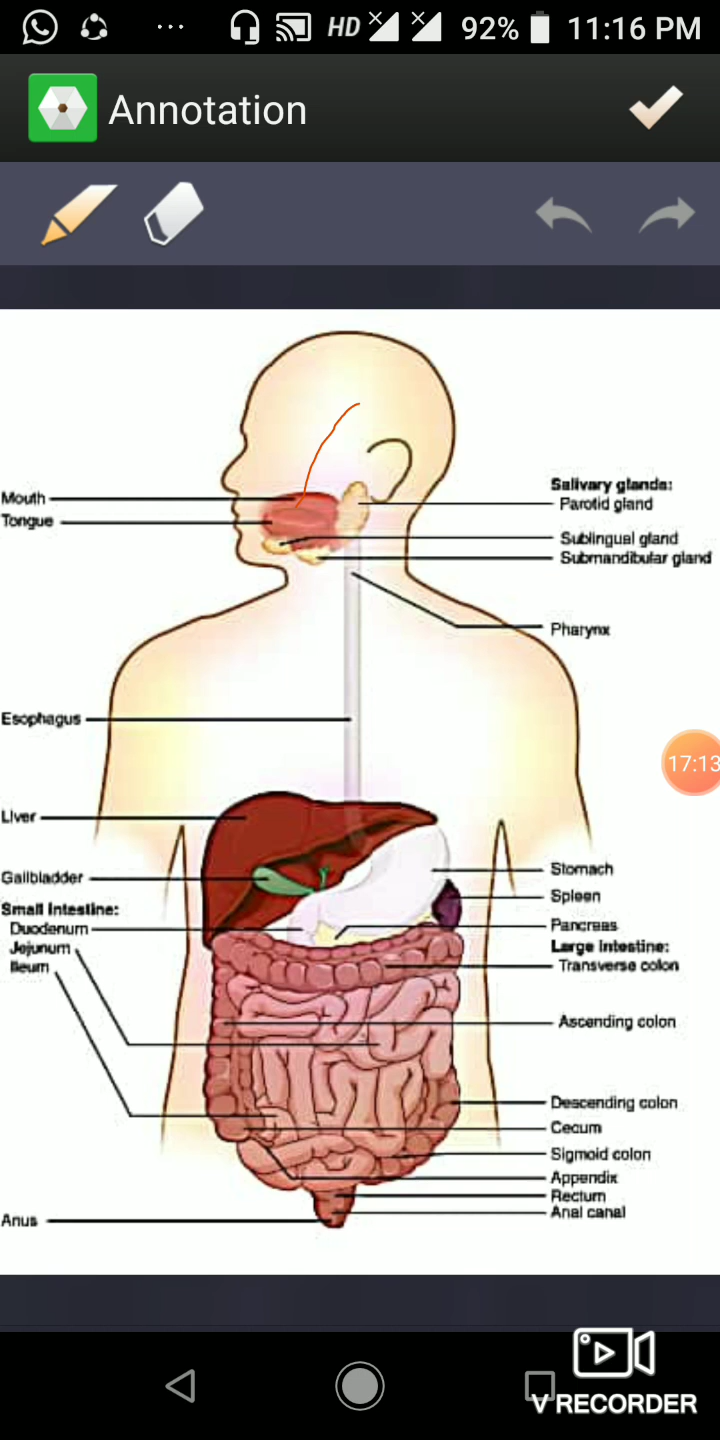 HD 92% 11:16 PM
Annotation
Mouth
Tongue
Salivary glands:
Parotid gland
Sublingual gland
Submandibular gland
Pharynx
Esophagus
17:13
Liver
Gallbladder
Small Intestine:
Duodenum
Jejunum
Ileum
Stomach
Spleen
Pancreas
Large Intestine:
Transverse colon
Ascending colon
Descending colon
Cecum
Sigmoid colon
Appendix
Rectum
Anal canal
Anus
V RECORDER